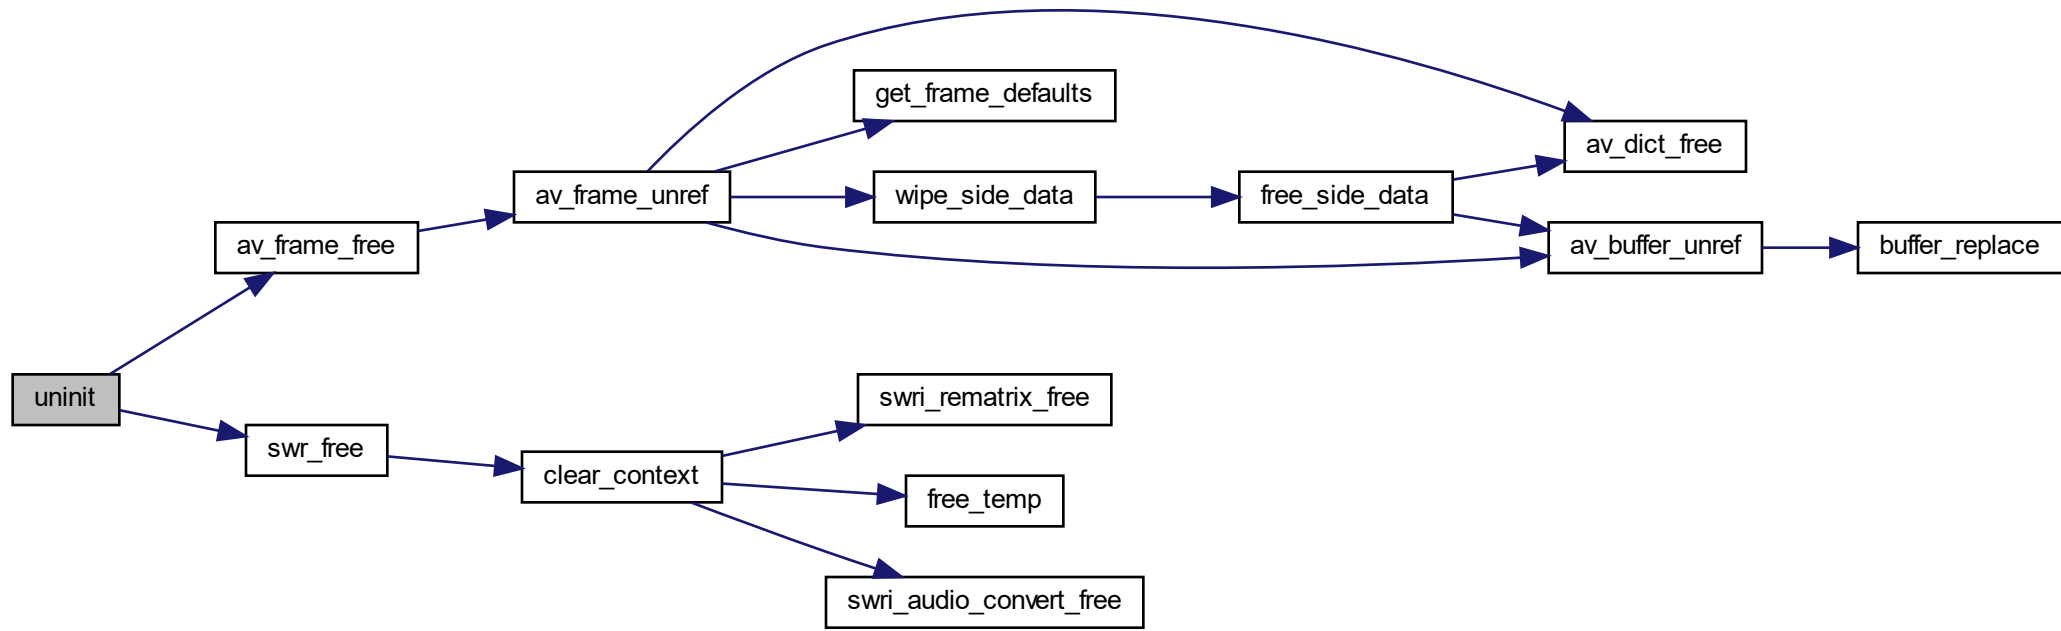 get_frame_defaults
av_dict_free
av_frame_unref
wipe_side_data
free_side_data
av_frame_free
av_buffer_unref
buffer_replace
uninit
swri_rematrix_free
swr_free
clear_context
free_temp
swri_audio_convert_free